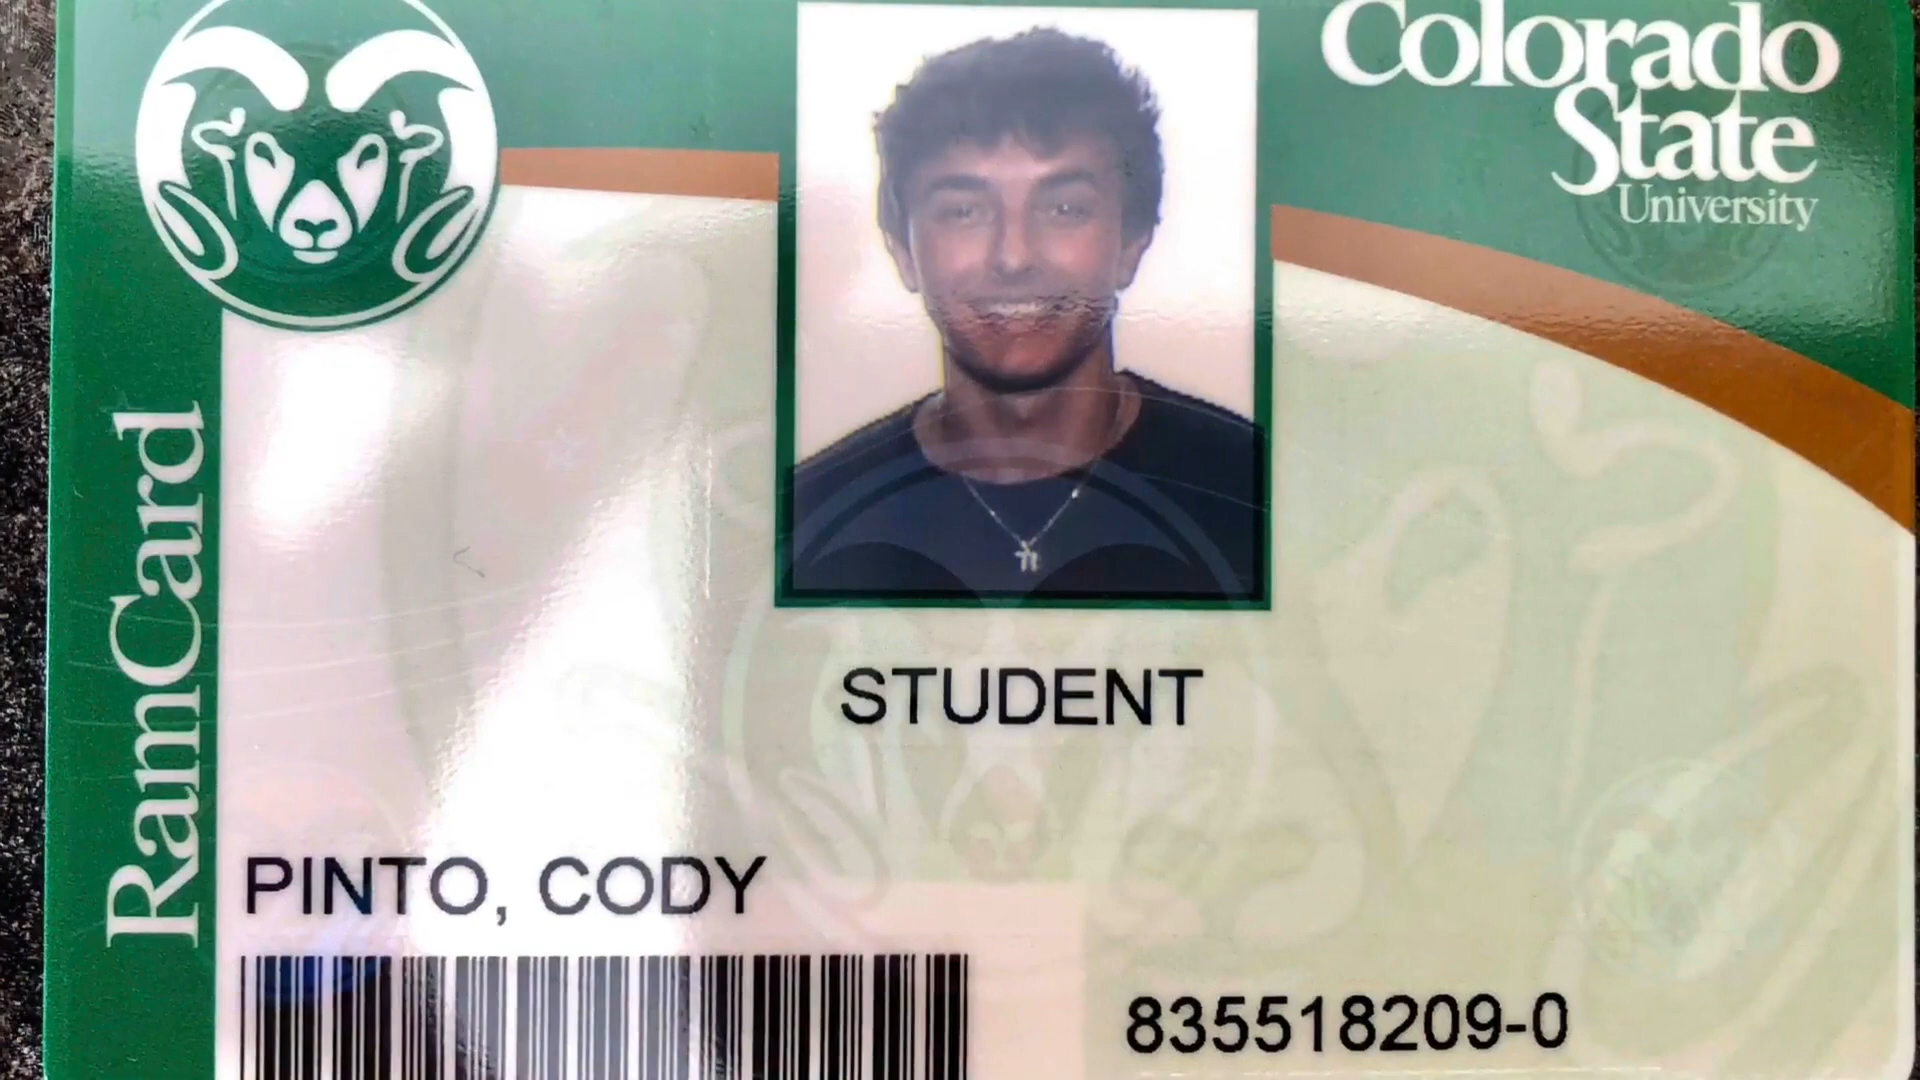 Colorado
State
University
RamCard
STUDENT
PINTO, CODY
835518209-0